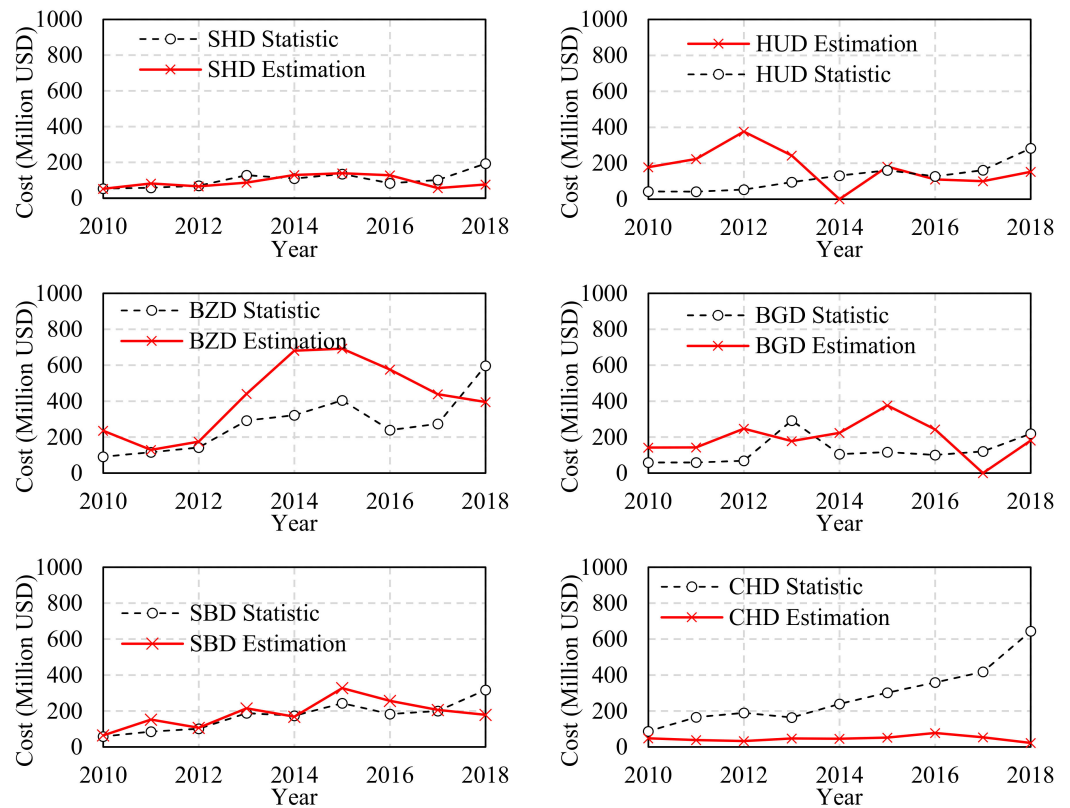 Cost (Million USD)
1000
800
600
400
200
0
SHD Statistic
SHD Estimation
2010 2012 2014 2016 2018
Year
Cost (Million USD)
1000
800
600
400
200
0
HUD Estimation
HUD Statistic
2010 2012 2014 2016 2018
Year
Cost (Million USD)
1000
800
600
400
200
0
BZD Statistic
BZD Estimation
2010 2012 2014 2016 2018
Year
Cost (Million USD)
1000
800
600
400
200
0
BGD Statistic
BGD Estimation
2010 2012 2014 2016 2018
Year
Cost (Million USD)
1000
800
600
400
200
0
SBD Statistic
SBD Estimation
2010 2012 2014 2016 2018
Year
Cost (Million USD)
1000
800
600
400
200
0
CHD Statistic
CHD Estimation
2010 2012 2014 2016 2018
Year